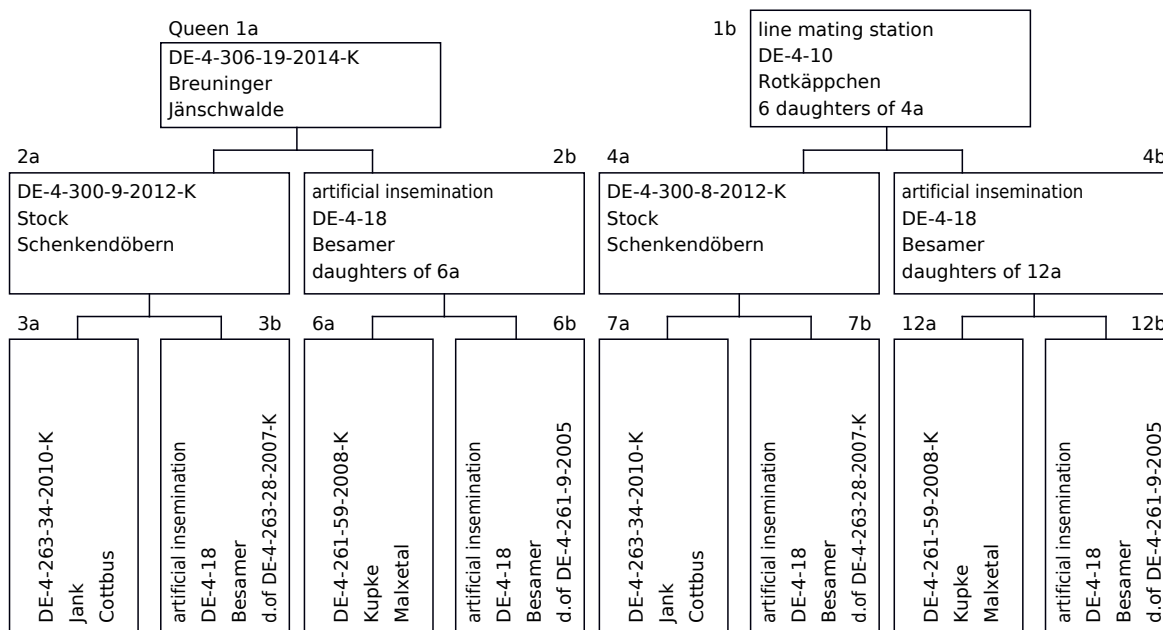 Queen 1a
DE-4-306-19-2014-K
Breuninger
Jänschwalde
1b
line mating station
DE-4-10
Rotkäppchen
6 daughters of 4a
2a
DE-4-300-9-2012-K
Stock
Schenkendöbern
2b
artificial insemination
DE-4-18
Besamer
daughters of 6a
4a
DE-4-300-8-2012-K
Stock
Schenkendöbern
4b
artificial insemination
DE-4-18
Besamer
daughters of 12a
3a
DE-4-263-34-2010-K
Jank
Cottbus
3b
artificial insemination
DE-4-18
Besamer
d.of DE-4-263-28-2007-K
6a
DE-4-261-59-2008-K
Kupke
Malxetal
6b
artificial insemination
DE-4-18
Besamer
d.of DE-4-261-9-2005
7a
DE-4-263-34-2010-K
Jank
Cottbus
7b
artificial insemination
DE-4-18
Besamer
d.of DE-4-263-28-2007-K
12a
DE-4-261-59-2008-K
Kupke
Malxetal
12b
artificial insemination
DE-4-18
Besamer
d.of DE-4-261-9-2005